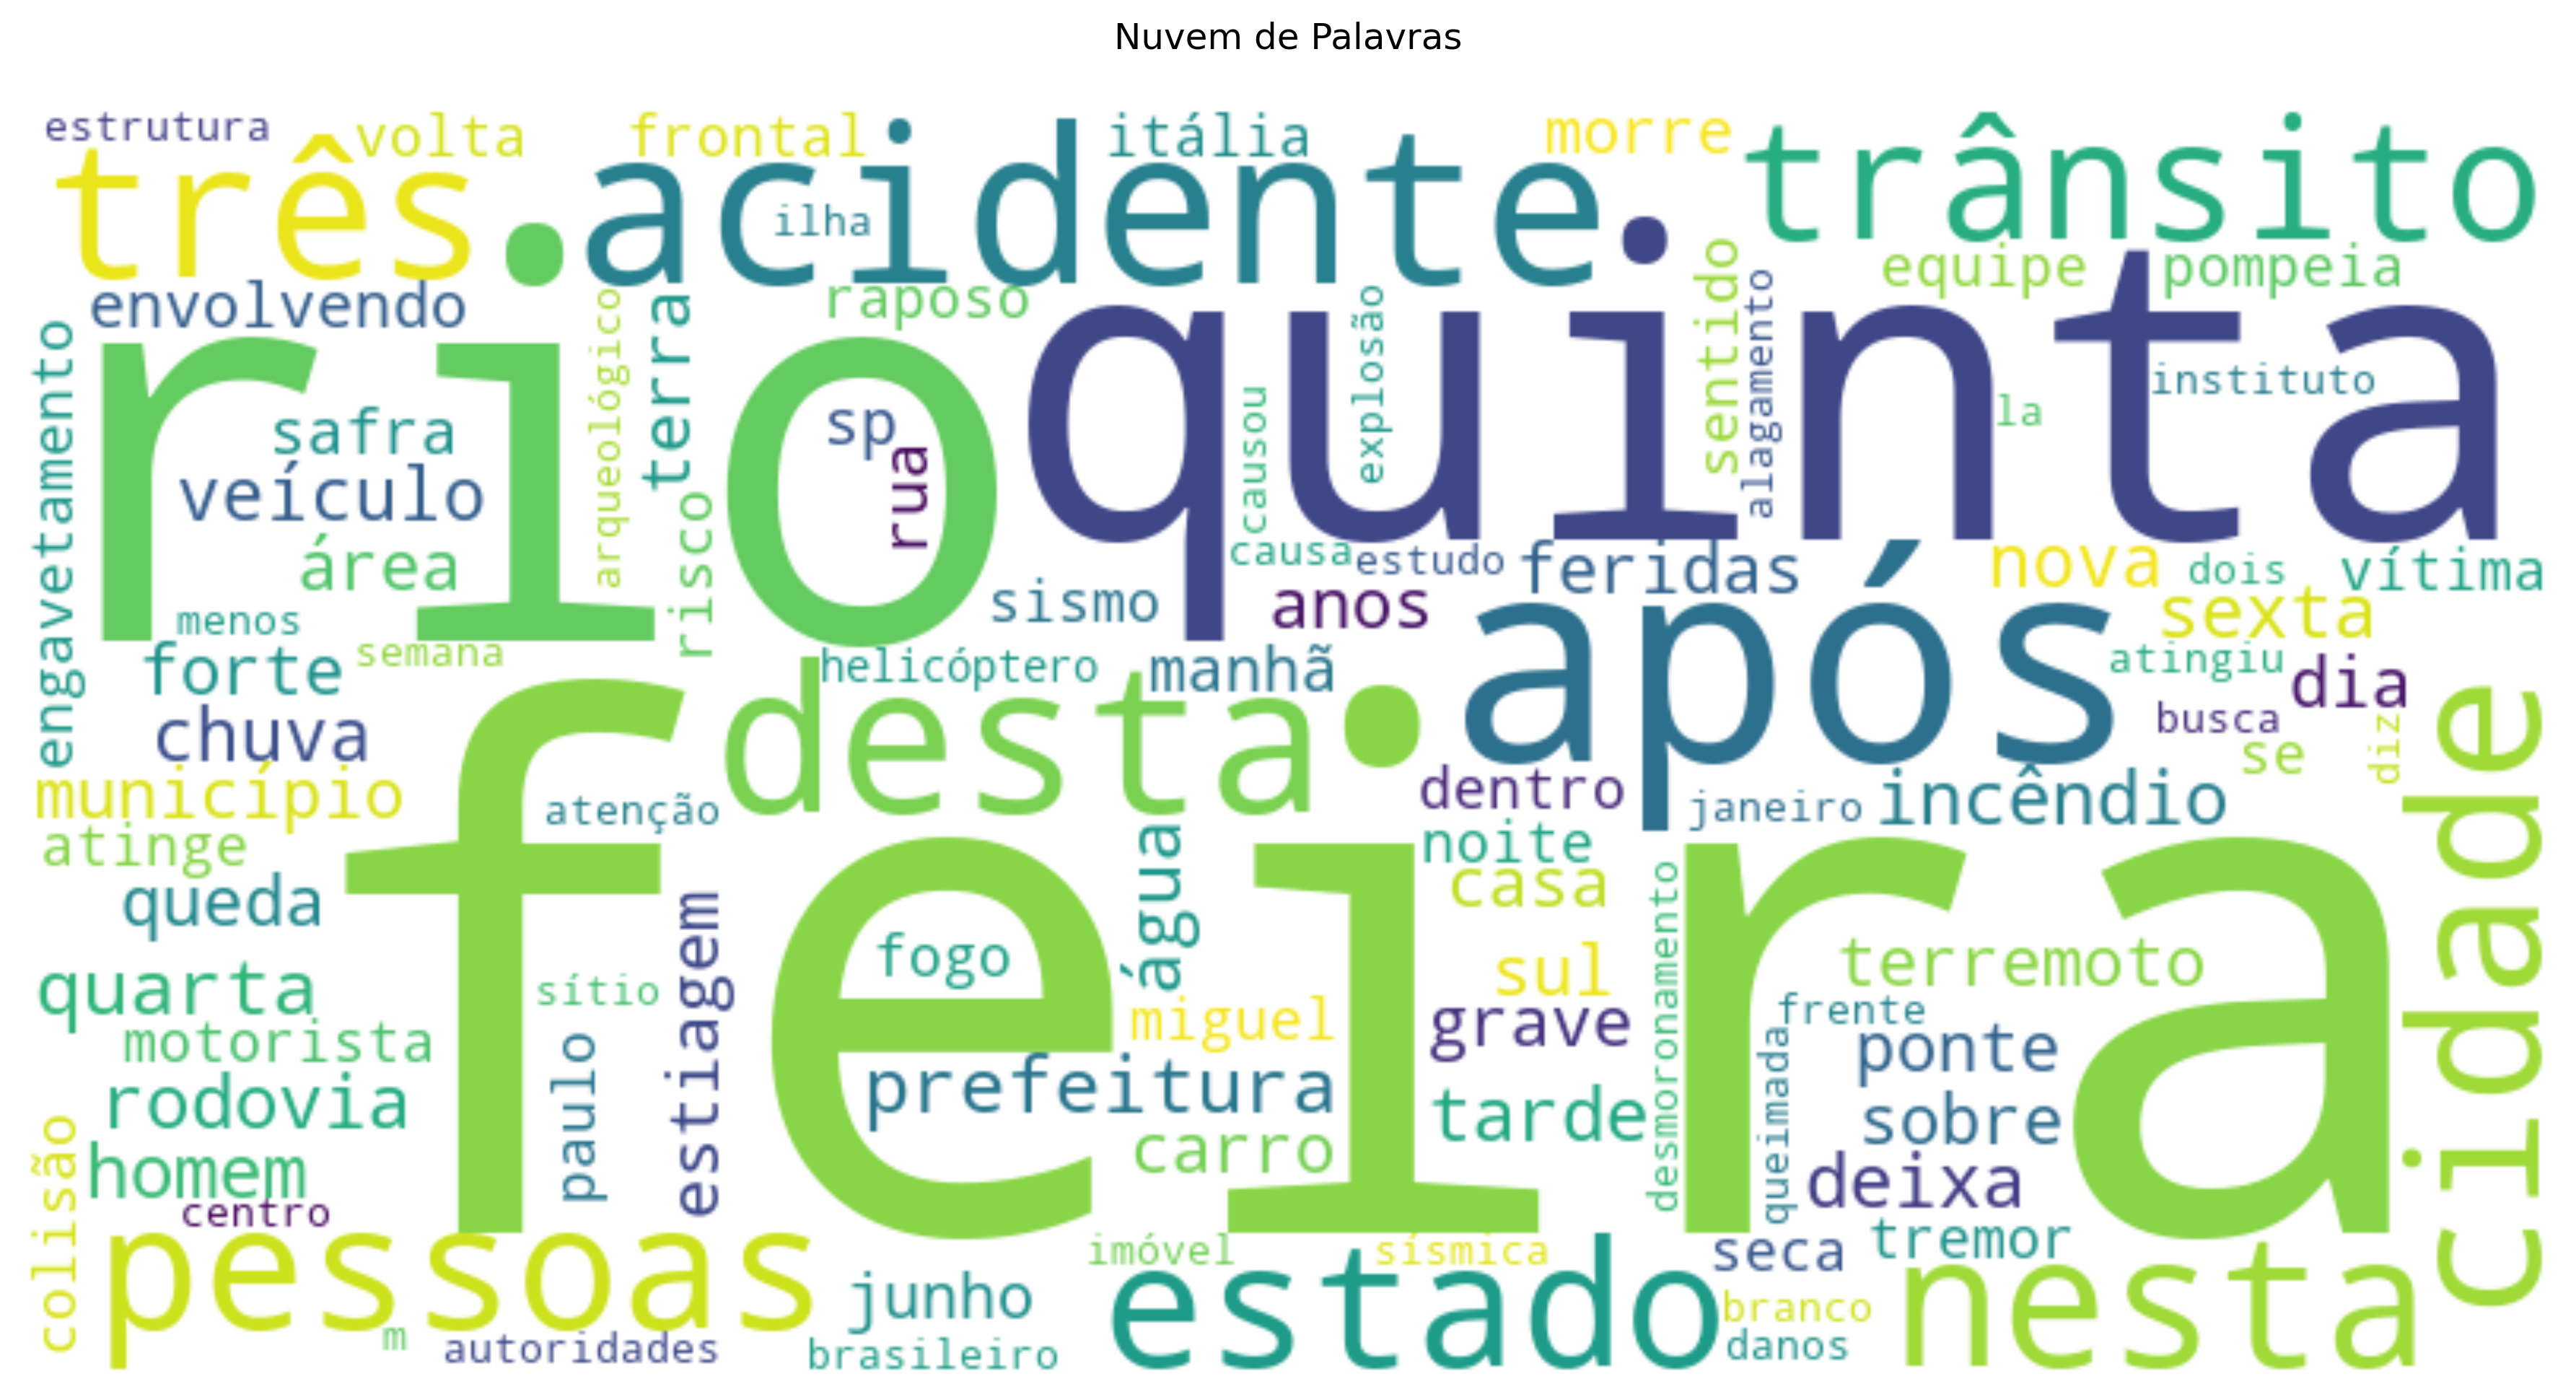 Nuvem de Palavras
estrutura
volta
frontal
itália
morre
três
acidente
trânsito
ilha
envolvendo
raposo
equipe
pompeia
sentido
alagamento
explosão
arqueológico
terra
engavetamento
rio
quinta
instituto
safra
sp
causou
la
veículo
rua
risco
área
causa
estudo
feridas
nova
dois
vítima
menos
sismo
anos
sexta
semana
forte
helicóptero
manhã
após
atingiu
dia
chuva
desta
busca
se
diz
município
atenção
dentro
janeiro
incêndio
cidade
atinge
água
noite
queda
casa
feira
estiagem
fogo
sul
desmoronamento
terremoto
quarta
sítio
miguel
grave
frente
motorista
paulo
queimada
ponte
rodovia
prefeitura
tarde
sobre
colisão
homem
carro
deixa
centro
pessoas
imóvel
sísmica
seca
tremor
junho
estado
branco
nesta
m
autoridades
brasileiro
danos